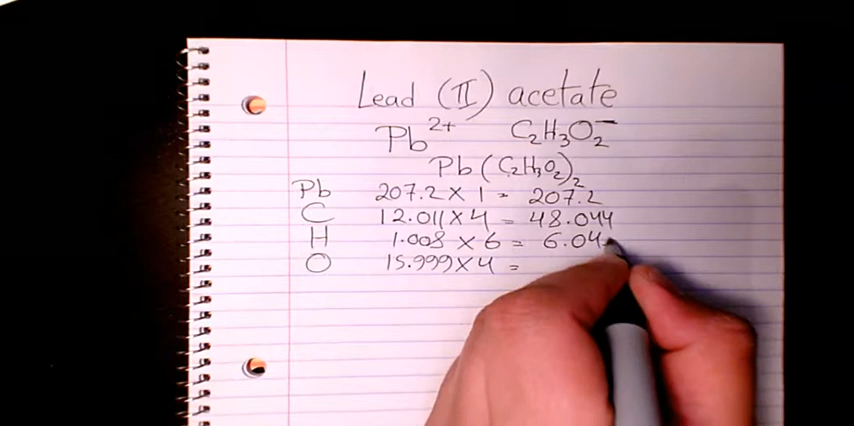 Lead (II) acetate
Pb²⁺ C₂H₃O₂⁻
Pb(C₂H₃O₂)₂
Pb 207.2 × 1 = 207.2
C 12.011 × 4 = 48.044
H 1.008 × 6 = 6.04
O 15.999 × 4 =